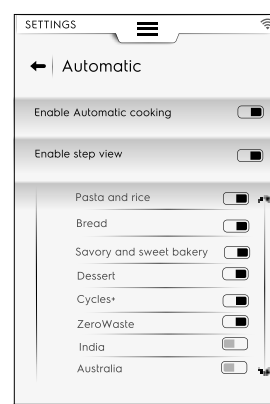 SETTINGS
Automatic
Enable Automatic cooking
Enable step view
Pasta and rice
Bread
Savory and sweet bakery
Dessert
Cycles+
ZeroWaste
India
Australia